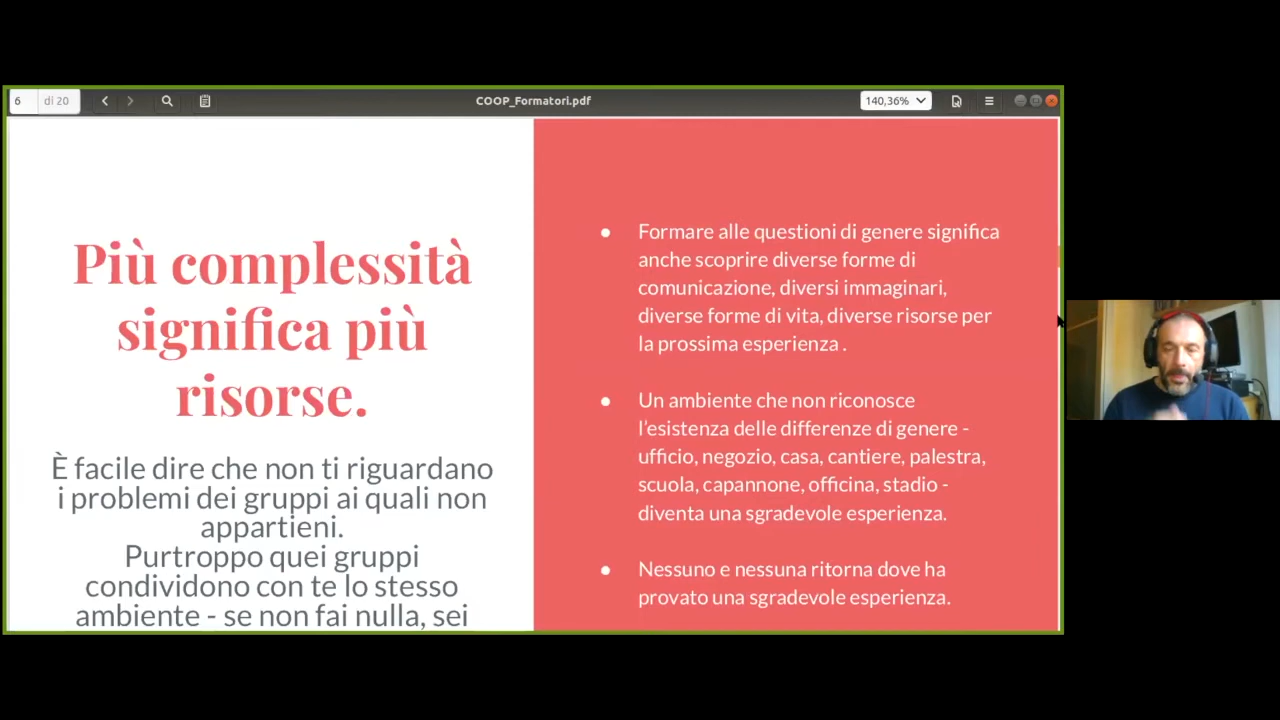 6 di 20
COOP_Formatori.pdf
140,36%
Più complessità
significa più
risorse.
È facile dire che non ti riguardano
i problemi dei gruppi ai quali non
appartieni.
Purtroppo quei gruppi
condividono con te lo stesso
ambiente - se non fai nulla, sei
● Formare alle questioni di genere significa
anche scoprire diverse forme di
comunicazione, diversi immaginari,
diverse forme di vita, diverse risorse per
la prossima esperienza .
● Un ambiente che non riconosce
l'esistenza delle differenze di genere -
ufficio, negozio, casa, cantiere, palestra,
scuola, capannone, officina, stadio -
diventa una sgradevole esperienza.
● Nessuno e nessuna ritorna dove ha
provato una sgradevole esperienza.